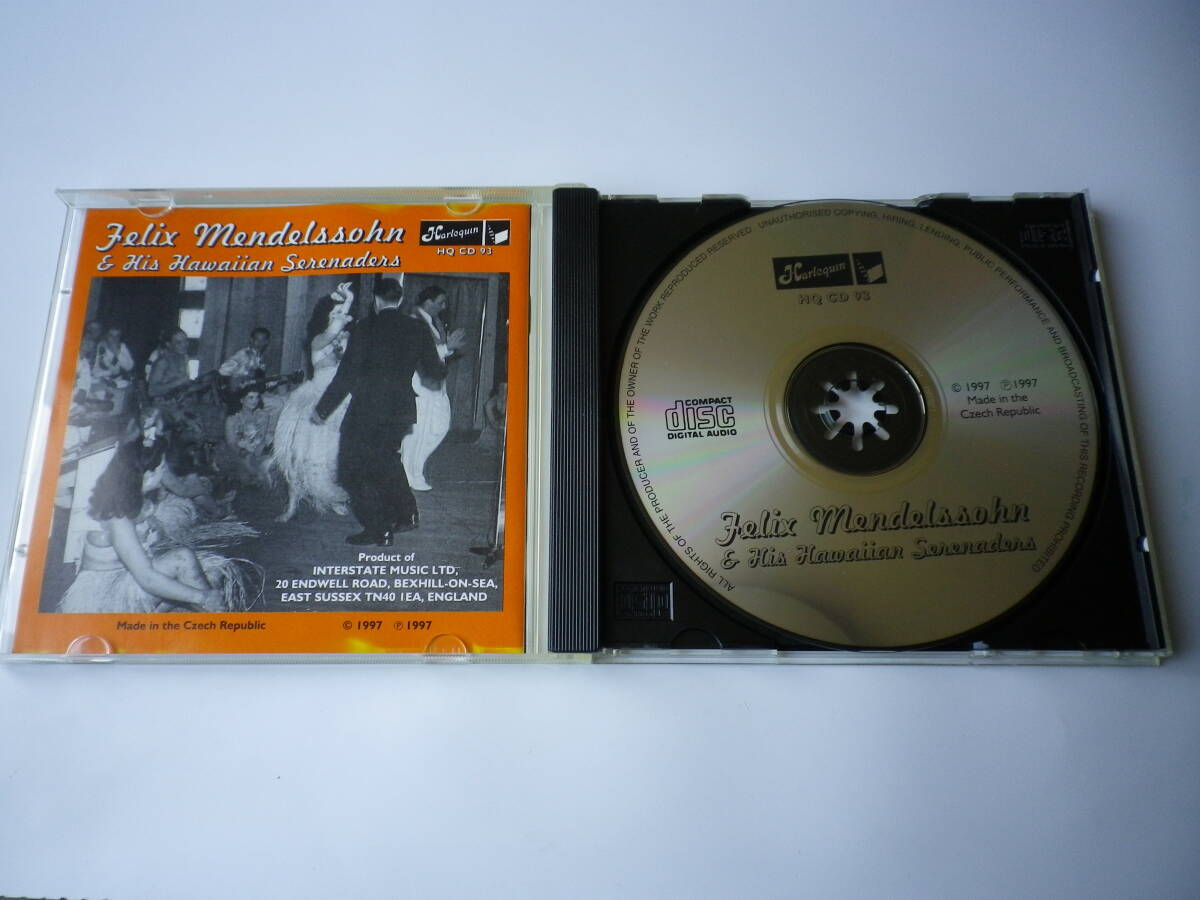 Felix Mendelssohn
& His Hawaiian Serenaders
Harlequin
HQ CD 93
Product of
INTERSTATE MUSIC LTD,
20 ENDWELL ROAD, BEXHILL-ON-SEA,
EAST SUSSEX TN40 1EA, ENGLAND
Made in the Czech Republic © 1997 ℗ 1997
ALL RIGHTS OF THE PRODUCER AND OF THE OWNER OF THE WORK REPRODUCED RESERVED UNAUTHORISED COPYING, HIRING, LENDING, PUBLIC PERFORMANCE AND BROADCASTING OF THIS RECORDING PROHIBITED
Harlequin
HQ CD 93
COMPACT
disc
DIGITAL AUDIO
© 1997 ℗ 1997
Made in the
Czech Republic
Felix Mendelssohn
& His Hawaiian Serenaders